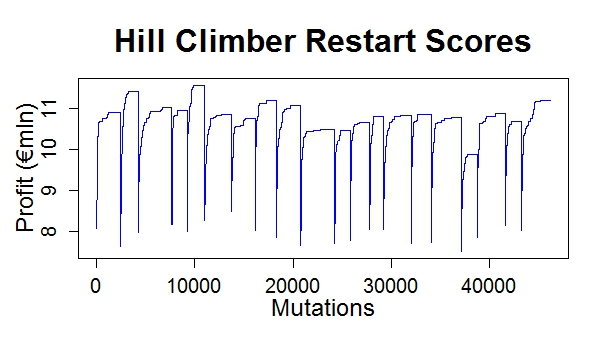 Hill Climber Restart Scores
Profit (€mln)
11
10
9
8
0 10000 20000 30000 40000
Mutations